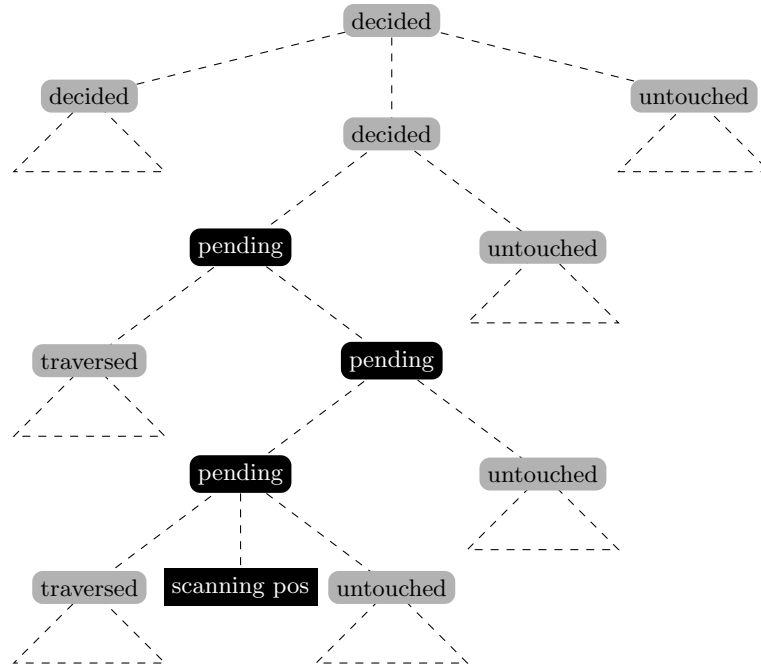 decided
decided
untouched
decided
pending
untouched
traversed
pending
pending
untouched
traversed
scanning pos
untouched